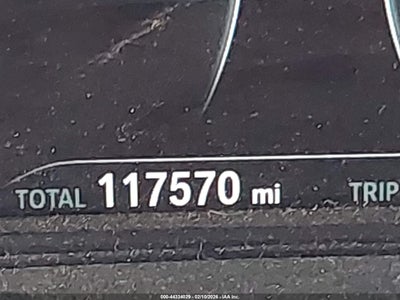 TOTAL 117570 mi TRIP
000-44334029 - 02/10/2026 - IAA Inc.